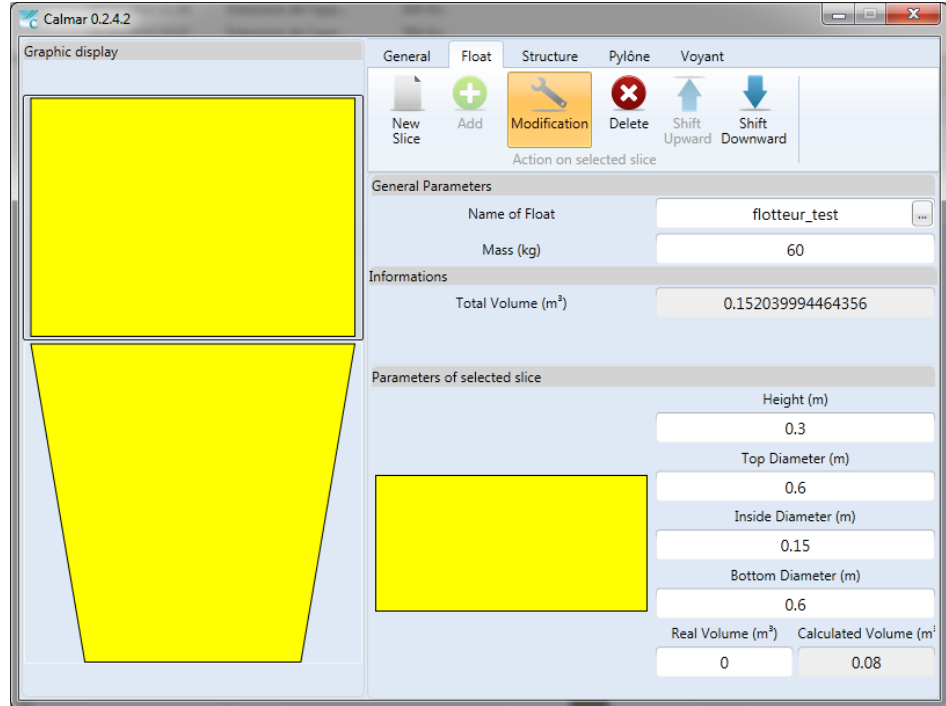 Calmar 0.2.4.2
Graphic display
General Float Structure Pylône Voyant
New Slice
Add
Modification
Delete
Shift Upward
Shift Downward
Action on selected slice
General Parameters
Name of Float flotteur_test ...
Mass (kg) 60
Informations
Total Volume (m³) 0.152039994464356
Parameters of selected slice
Height (m)
0.3
Top Diameter (m)
0.6
Inside Diameter (m)
0.15
Bottom Diameter (m)
0.6
Real Volume (m³) Calculated Volume (m³
0 0.08